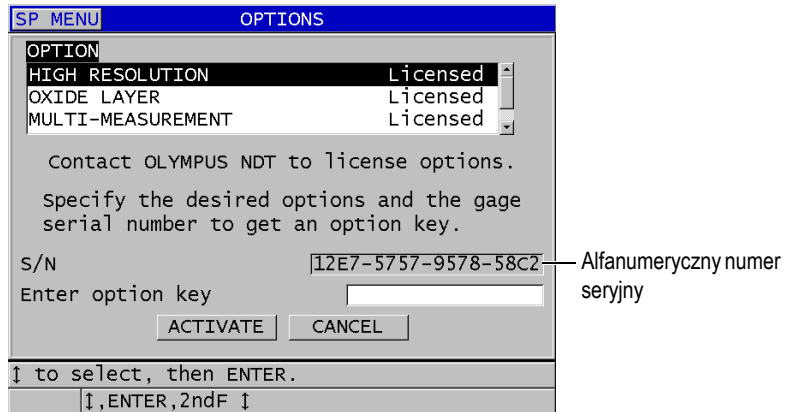 SP MENU OPTIONS
OPTION
HIGH RESOLUTION Licensed
OXIDE LAYER Licensed
MULTI-MEASUREMENT Licensed
Contact OLYMPUS NDT to license options.
Specify the desired options and the gage
serial number to get an option key.
S/N 12E7-5757-9578-58C2
Alfanumeryczny numer
seryjny
Enter option key
ACTIVATE CANCEL
↕ to select, then ENTER.
↕,ENTER,2ndF ↕